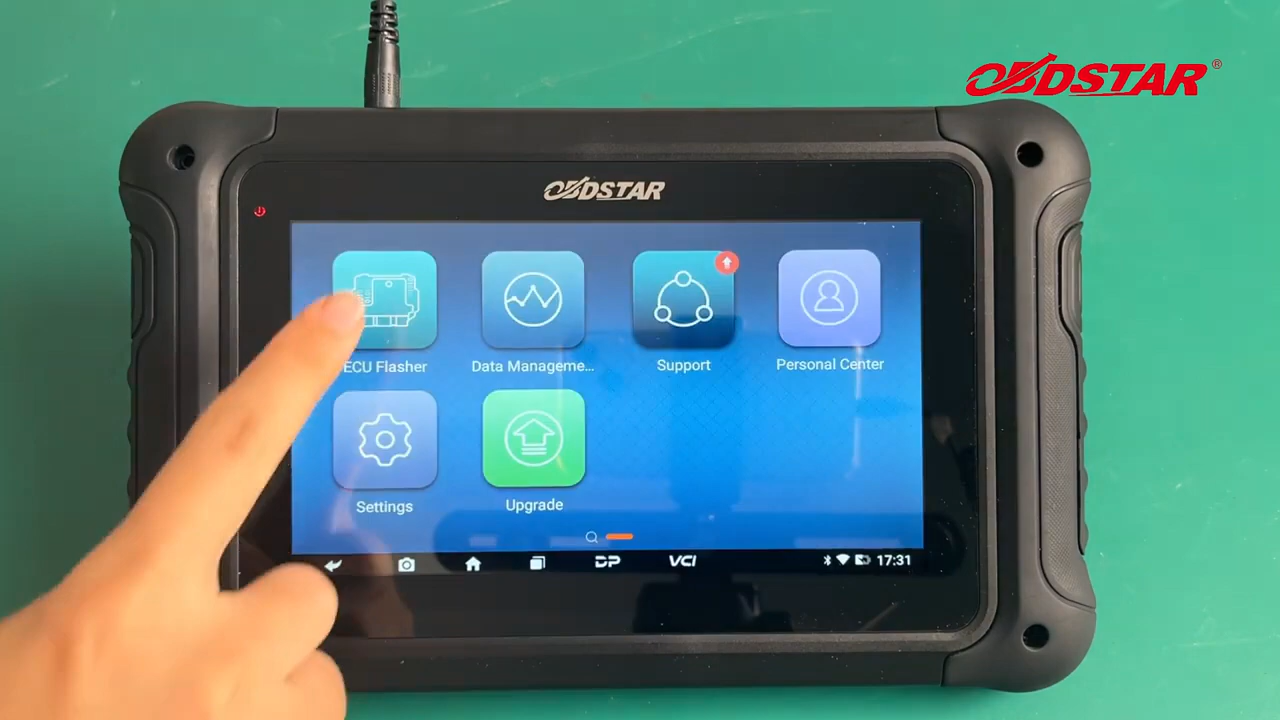 OBDSTAR®
OBDSTAR
ECU Flasher
Data Manageme...
Support
Personal Center
Settings
Upgrade
DP
VCI
17:31